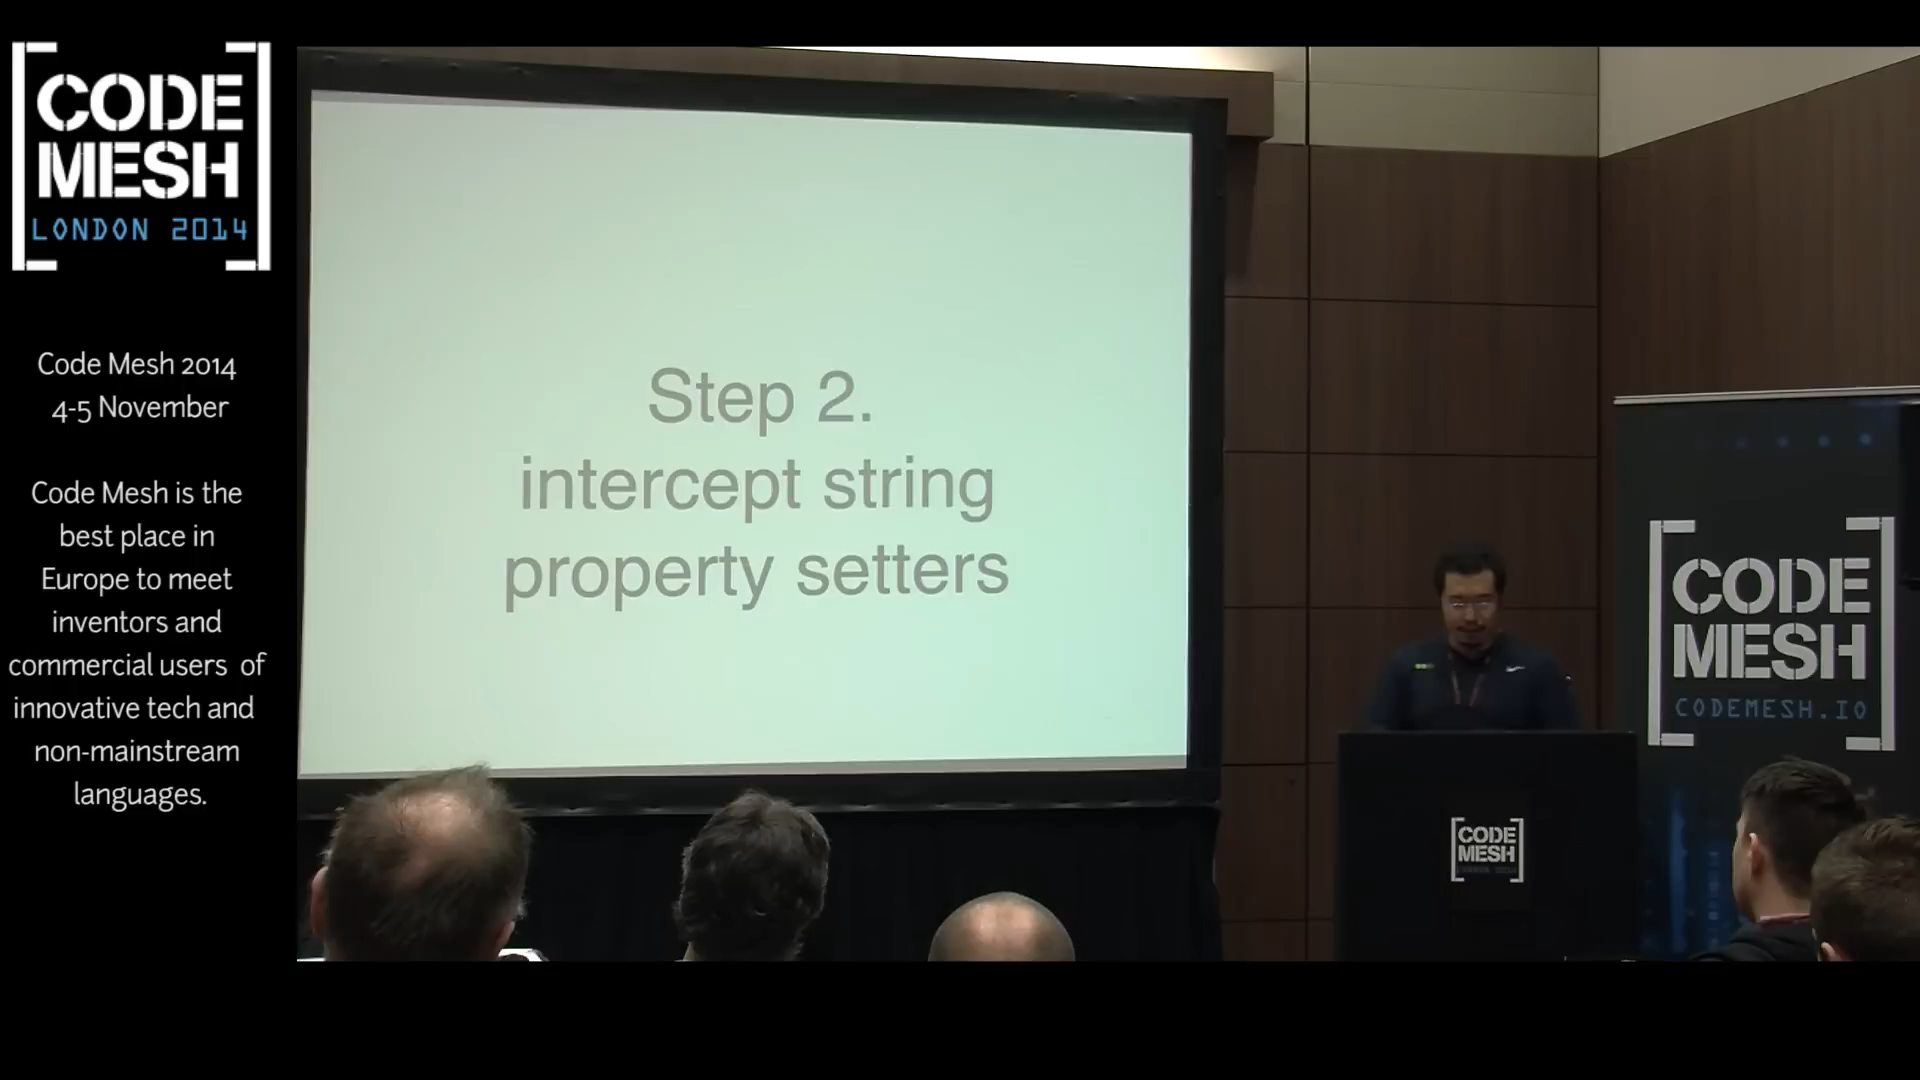 CODE
MESH
LONDON 2014
Code Mesh 2014
4-5 November
Code Mesh is the
best place in
Europe to meet
inventors and
commercial users of
innovative tech and
non-mainstream
languages.
Step 2.
intercept string
property setters
CODE
MESH
CODEMESH.IO
CODE
MESH